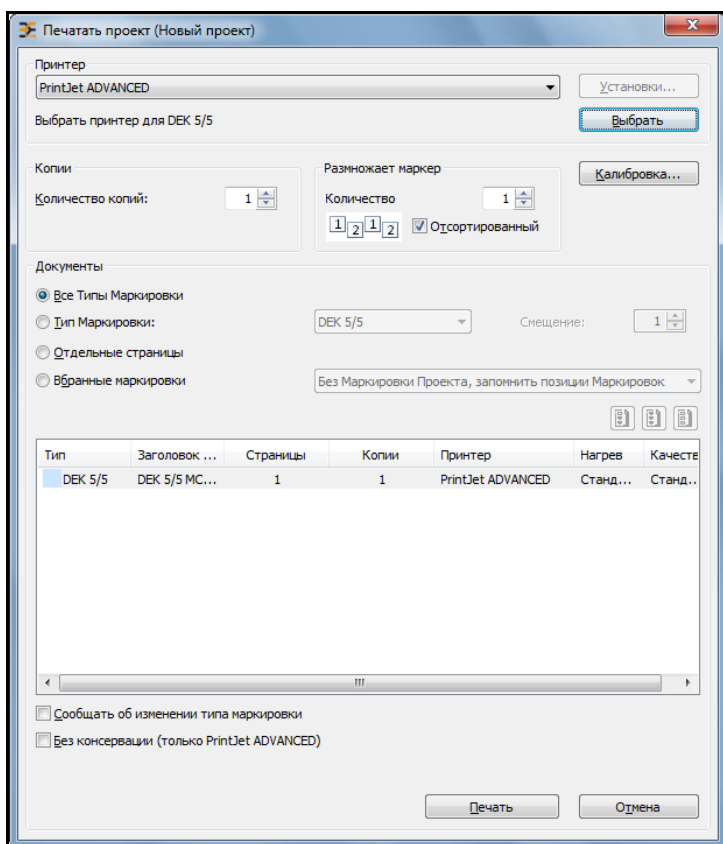 Печатать проект (Новый проект)
Принтер
PrintJet ADVANCED
Установки...
Выбрать принтер для DEK 5/5
Выбрать
Копии
Размножает маркер
Калибровка...
Количество копий: 1
Количество 1
1 2 1 2 Отсортированный
Документы
Все Типы Маркировки
Тип Маркировки: DEK 5/5 Смещение: 1
Отдельные страницы
Вбранные маркировки Без Маркировки Проекта, запомнить позиции Маркировок
Тип Заголовок ... Страницы Копии Принтер Нагрев Качеств
DEK 5/5 DEK 5/5 MC... 1 1 PrintJet ADVANCED Станд... Станд...
Сообщать об изменении типа маркировки
Без консервации (только PrintJet ADVANCED)
Печать Отмена